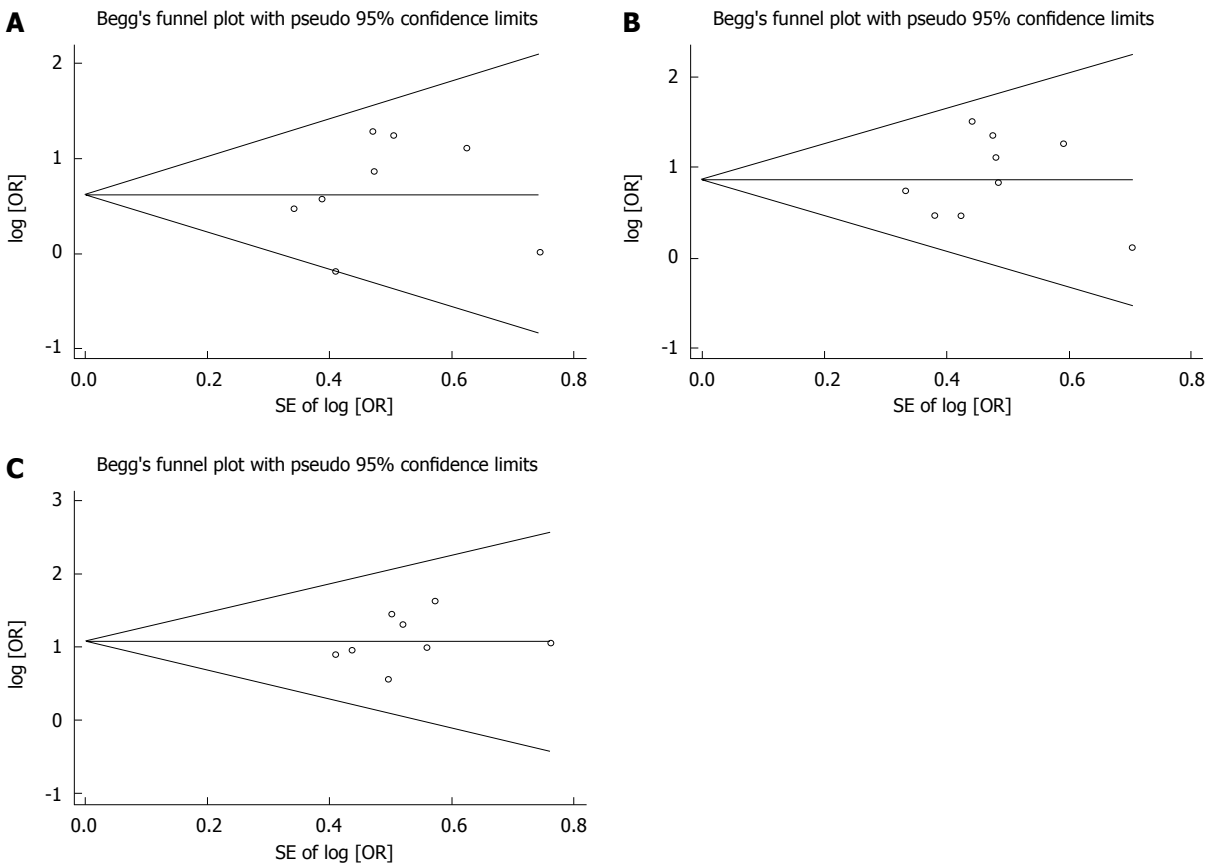 A
Begg's funnel plot with pseudo 95% confidence limits
2
1
0
-1
log [OR]
0.0 0.2 0.4 0.6 0.8
SE of log [OR]
B
Begg's funnel plot with pseudo 95% confidence limits
2
1
0
-1
log [OR]
0.0 0.2 0.4 0.6 0.8
SE of log [OR]
C
Begg's funnel plot with pseudo 95% confidence limits
3
2
1
0
-1
log [OR]
0.0 0.2 0.4 0.6 0.8
SE of log [OR]